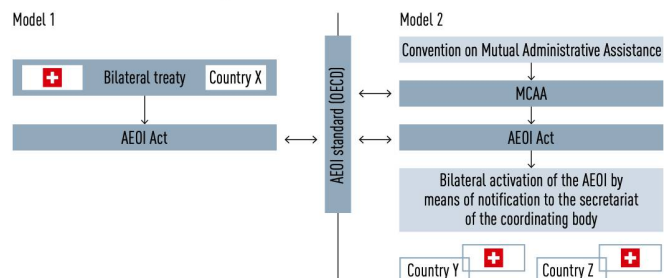 Model 1
Bilateral treaty
Country X
AEOI Act
AEOI standard (OECD)
Model 2
Convention on Mutual Administrative Assistance
MCAA
AEOI Act
Bilateral activation of the AEOI by
means of notification to the secretariat
of the coordinating body
Country Y
Country Z